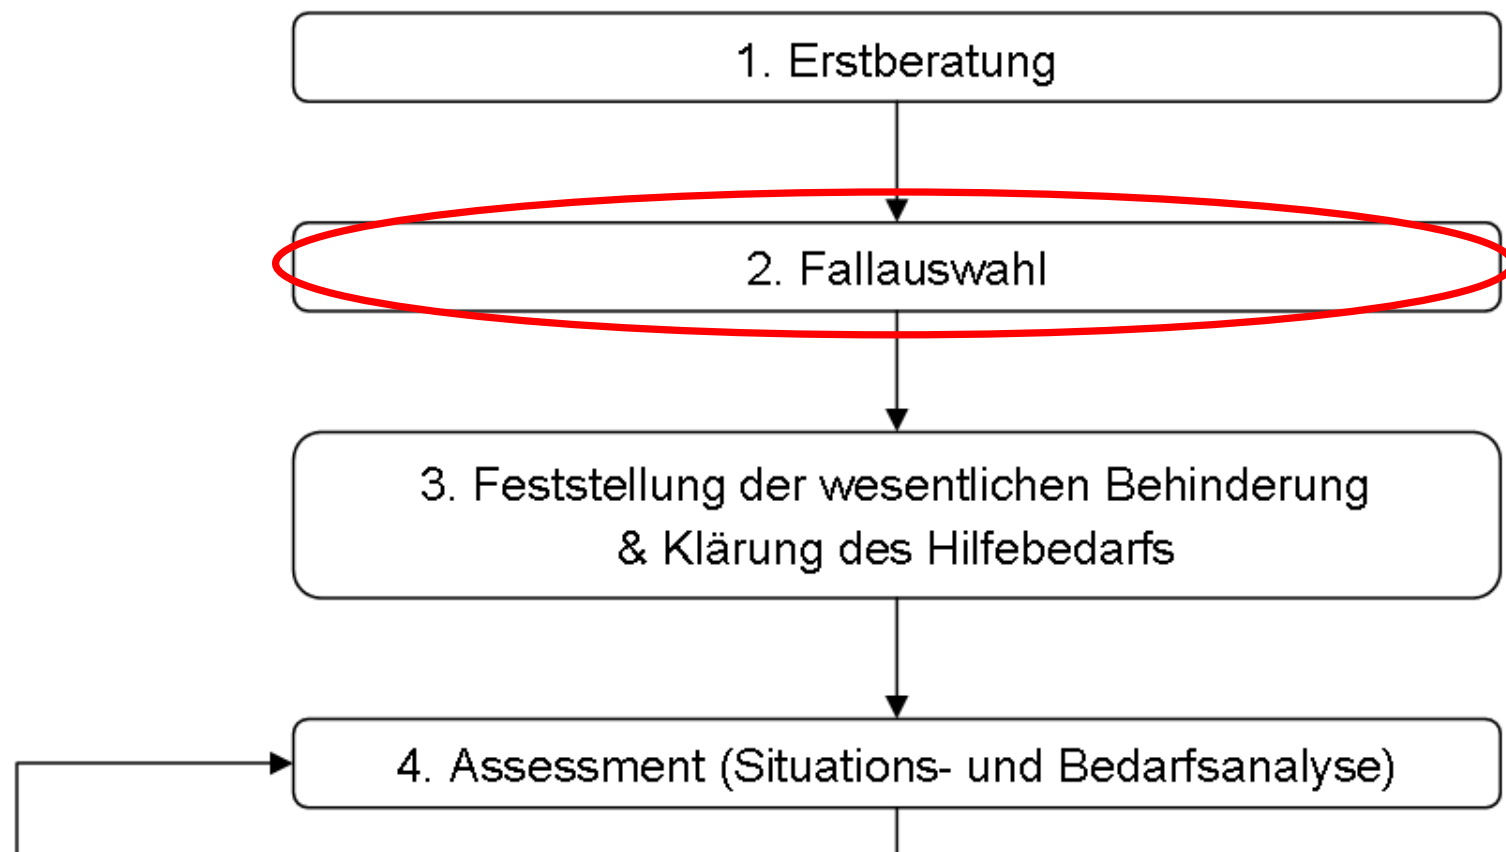 1. Erstberatung
2. Fallauswahl
3. Feststellung der wesentlichen Behinderung
& Klärung des Hilfebedarfs
4. Assessment (Situations- und Bedarfsanalyse)